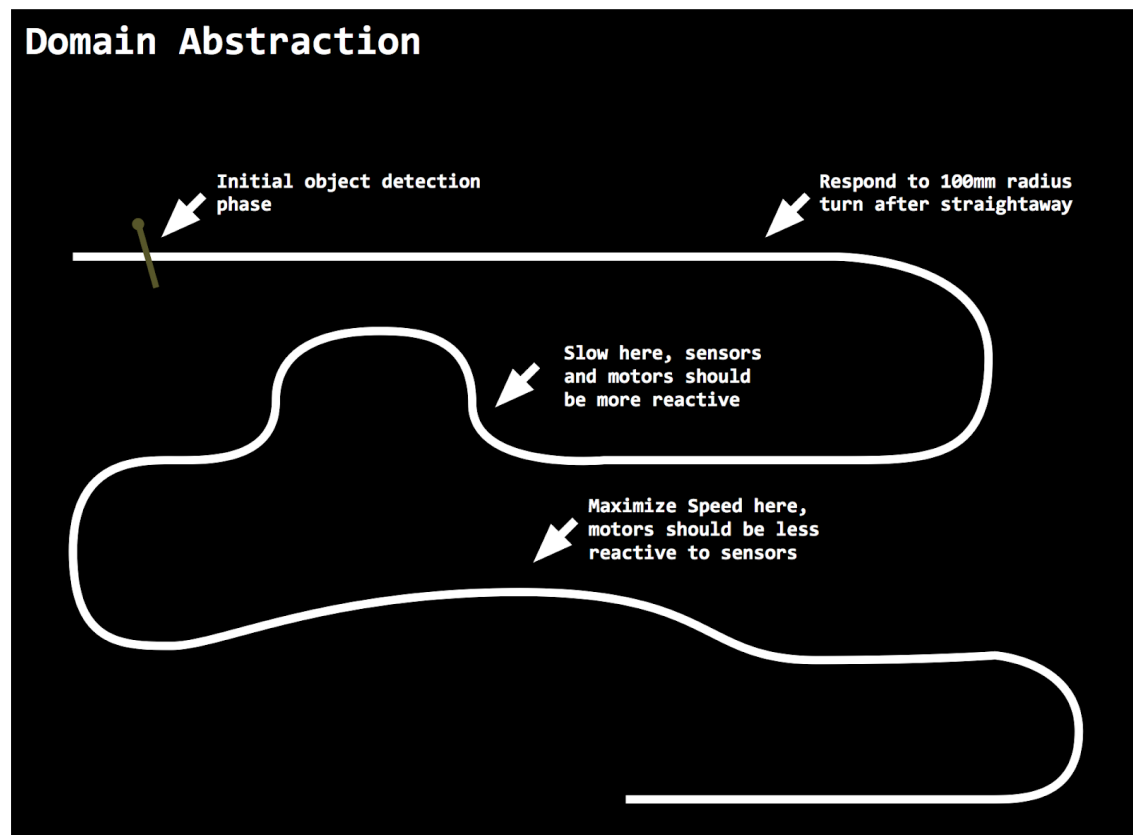 Domain Abstraction
Initial object detection
phase
Respond to 100mm radius
turn after straightaway
Slow here, sensors
and motors should
be more reactive
Maximize Speed here,
motors should be less
reactive to sensors